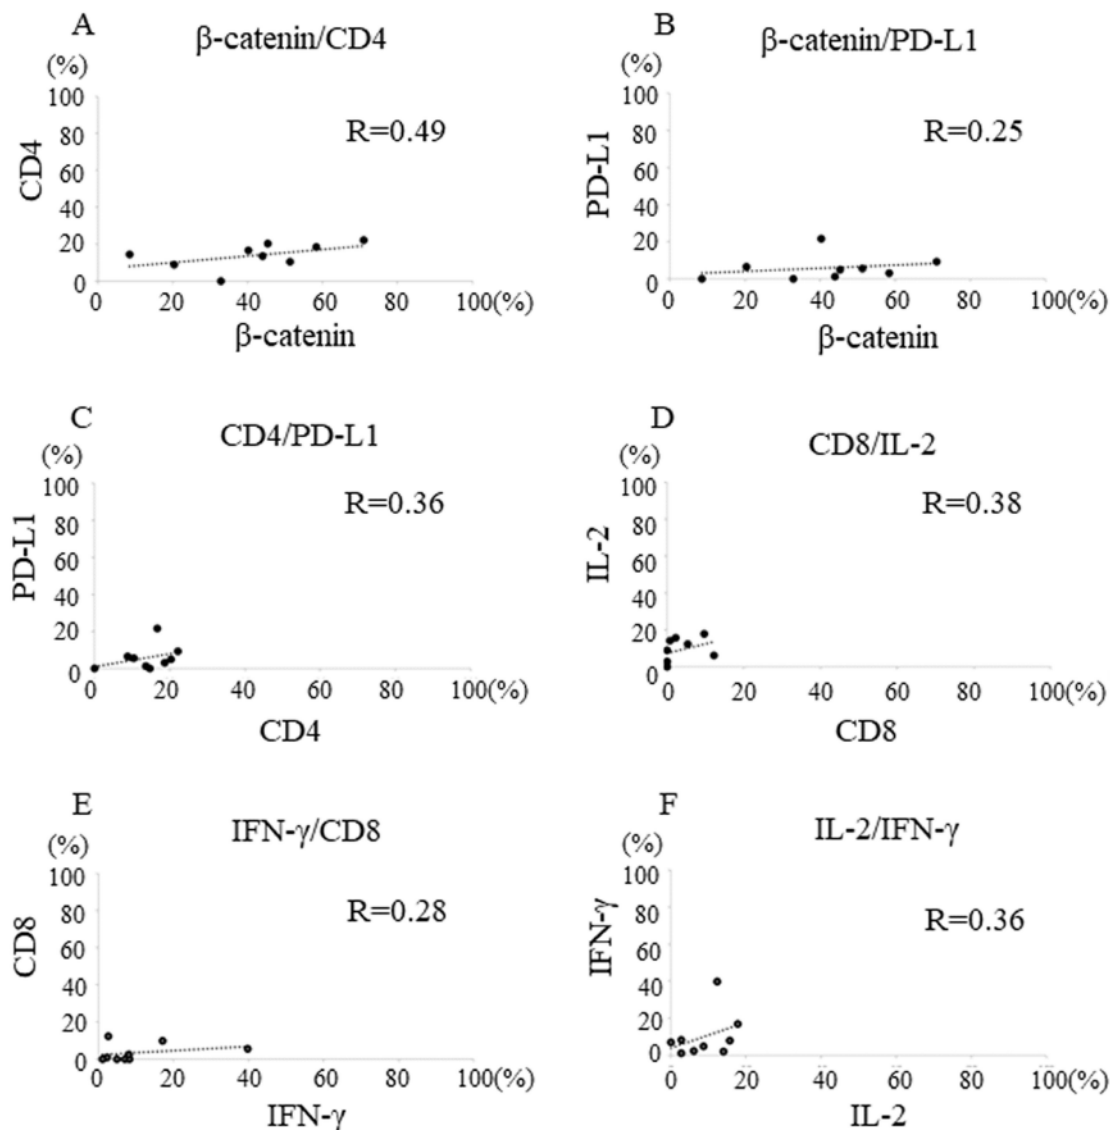 A
β-catenin/CD4
(%)
100
80
60
40
20
0
CD4
R=0.49
0 20 40 60 80 100(%)
β-catenin
B
β-catenin/PD-L1
(%)
100
80
60
40
20
0
PD-L1
R=0.25
0 20 40 60 80 100(%)
β-catenin
C
CD4/PD-L1
(%)
100
80
60
40
20
0
PD-L1
R=0.36
0 20 40 60 80 100(%)
CD4
D
CD8/IL-2
(%)
100
80
60
40
20
0
IL-2
R=0.38
0 20 40 60 80 100(%)
CD8
E
IFN-γ/CD8
(%)
100
80
60
40
20
0
CD8
R=0.28
0 20 40 60 80 100(%)
IFN-γ
F
IL-2/IFN-γ
(%)
100
80
60
40
20
0
IFN-γ
R=0.36
0 20 40 60 80 100(%)
IL-2